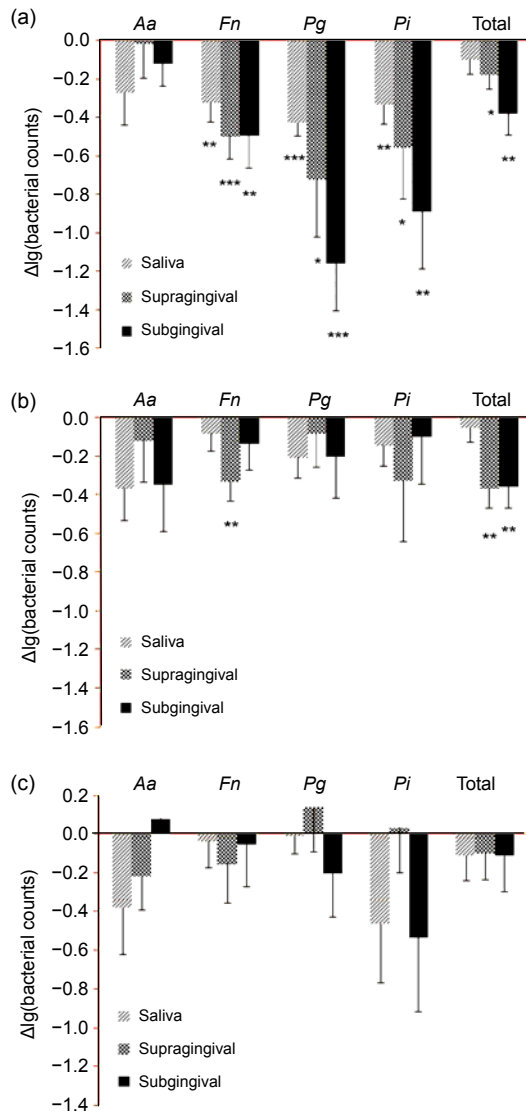 (a)
Aa Fn Pg Pi Total
0.0
−0.2
−0.4
−0.6
−0.8
−1.0
−1.2
−1.4
−1.6
Δlg(bacterial counts)
** *** ** *** * *** ** * ** * **
Saliva
Supragingival
Subgingival
(b)
Aa Fn Pg Pi Total
0.0
−0.2
−0.4
−0.6
−0.8
−1.0
−1.2
−1.4
−1.6
Δlg(bacterial counts)
** ** **
Saliva
Supragingival
Subgingival
(c)
Aa Fn Pg Pi Total
0.2
0.0
−0.2
−0.4
−0.6
−0.8
−1.0
−1.2
−1.4
Δlg(bacterial counts)
Saliva
Supragingival
Subgingival